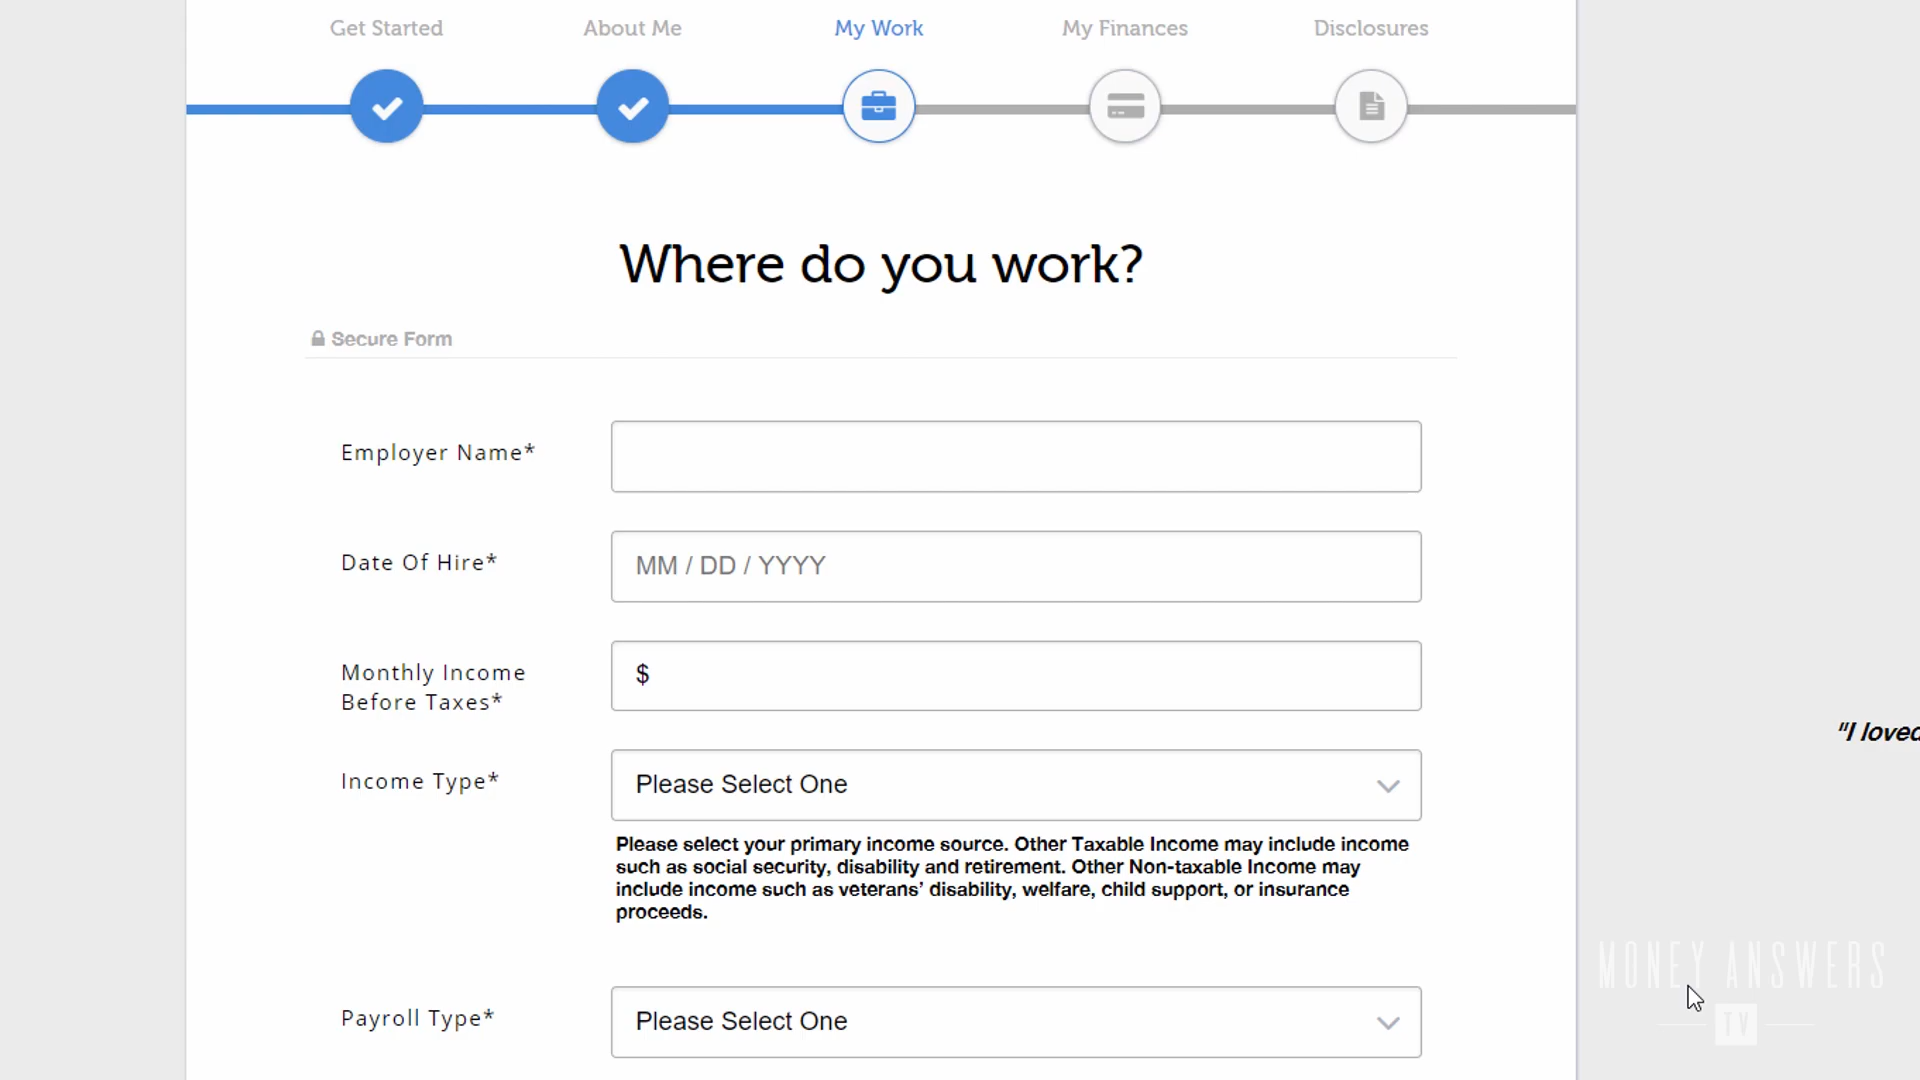 Get Started
About Me
My Work
My Finances
Disclosures
Where do you work?
Secure Form
Employer Name*
Date Of Hire*
MM / DD / YYYY
Monthly Income
Before Taxes*
$
Income Type*
Please Select One
Please select your primary income source. Other Taxable Income may include income
such as social security, disability and retirement. Other Non-taxable Income may
include income such as veterans’ disability, welfare, child support, or insurance
proceeds.
"I loved
Payroll Type*
Please Select One
MONEY ANSWERS
TV